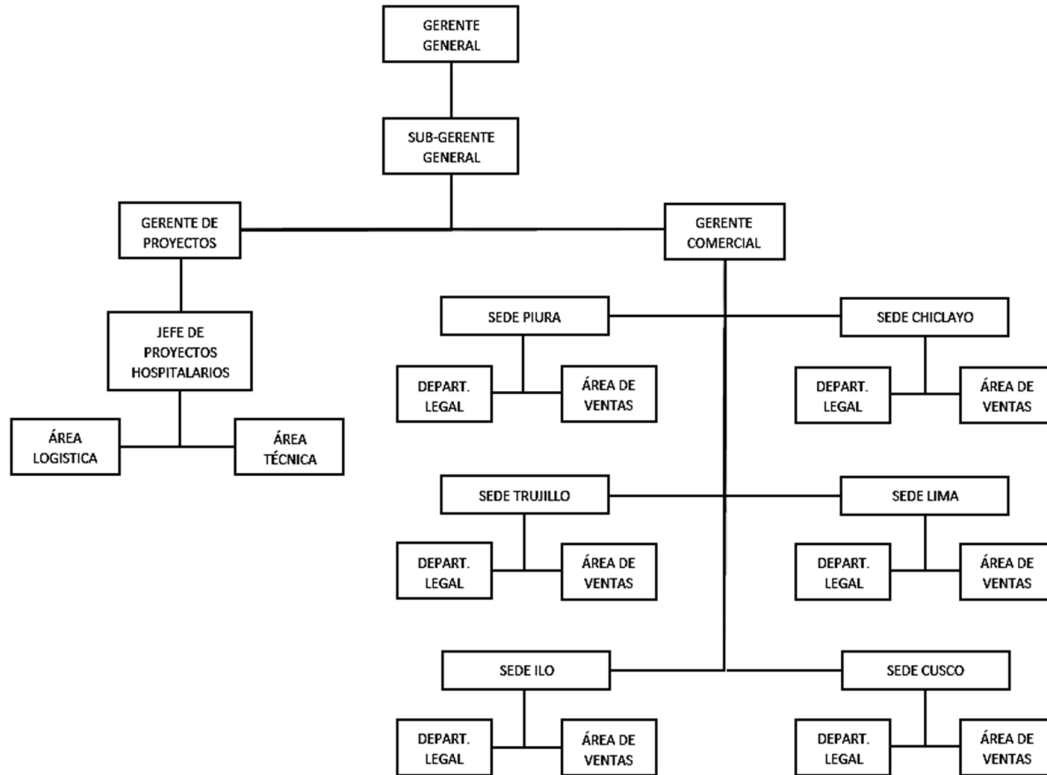 GERENTE
GENERAL
SUB-GERENTE
GENERAL
GERENTE DE
PROYECTOS
GERENTE
COMERCIAL
JEFE DE
PROYECTOS
HOSPITALARIOS
ÁREA
LOGISTICA
ÁREA
TÉCNICA
SEDE PIURA
DEPART.
LEGAL
ÁREA DE
VENTAS
SEDE CHICLAYO
DEPART.
LEGAL
ÁREA DE
VENTAS
SEDE TRUJILLO
DEPART.
LEGAL
ÁREA DE
VENTAS
SEDE LIMA
DEPART.
LEGAL
ÁREA DE
VENTAS
SEDE ILO
DEPART.
LEGAL
ÁREA DE
VENTAS
SEDE CUSCO
DEPART.
LEGAL
ÁREA DE
VENTAS